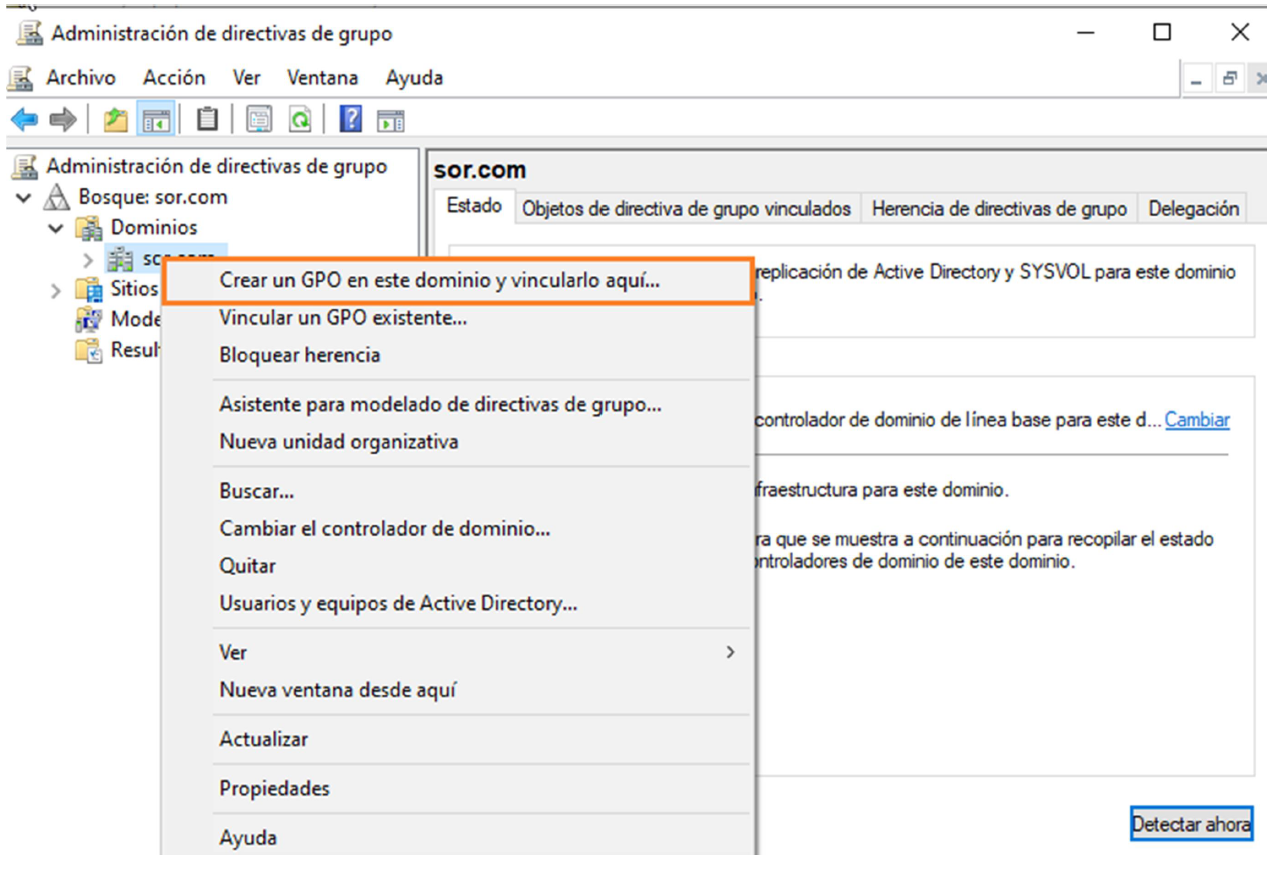 Administración de directivas de grupo
Archivo Acción Ver Ventana Ayuda
Administración de directivas de grupo
Bosque: sor.com
Dominios
Sitios
Mode
Resul
sor.com
Estado Objetos de directiva de grupo vinculados Herencia de directivas de grupo Delegación
replicación de Active Directory y SYSVOL para este dominio
controlador de dominio de línea base para este d... Cambiar
fraestructura para este dominio.
ra que se muestra a continuación para recopilar el estado
ontroladores de dominio de este dominio.
Detectar ahora
Crear un GPO en este dominio y vincularlo aquí...
Vincular un GPO existente...
Bloquear herencia
Asistente para modelado de directivas de grupo...
Nueva unidad organizativa
Buscar...
Cambiar el controlador de dominio...
Quitar
Usuarios y equipos de Active Directory...
Ver
Nueva ventana desde aquí
Actualizar
Propiedades
Ayuda